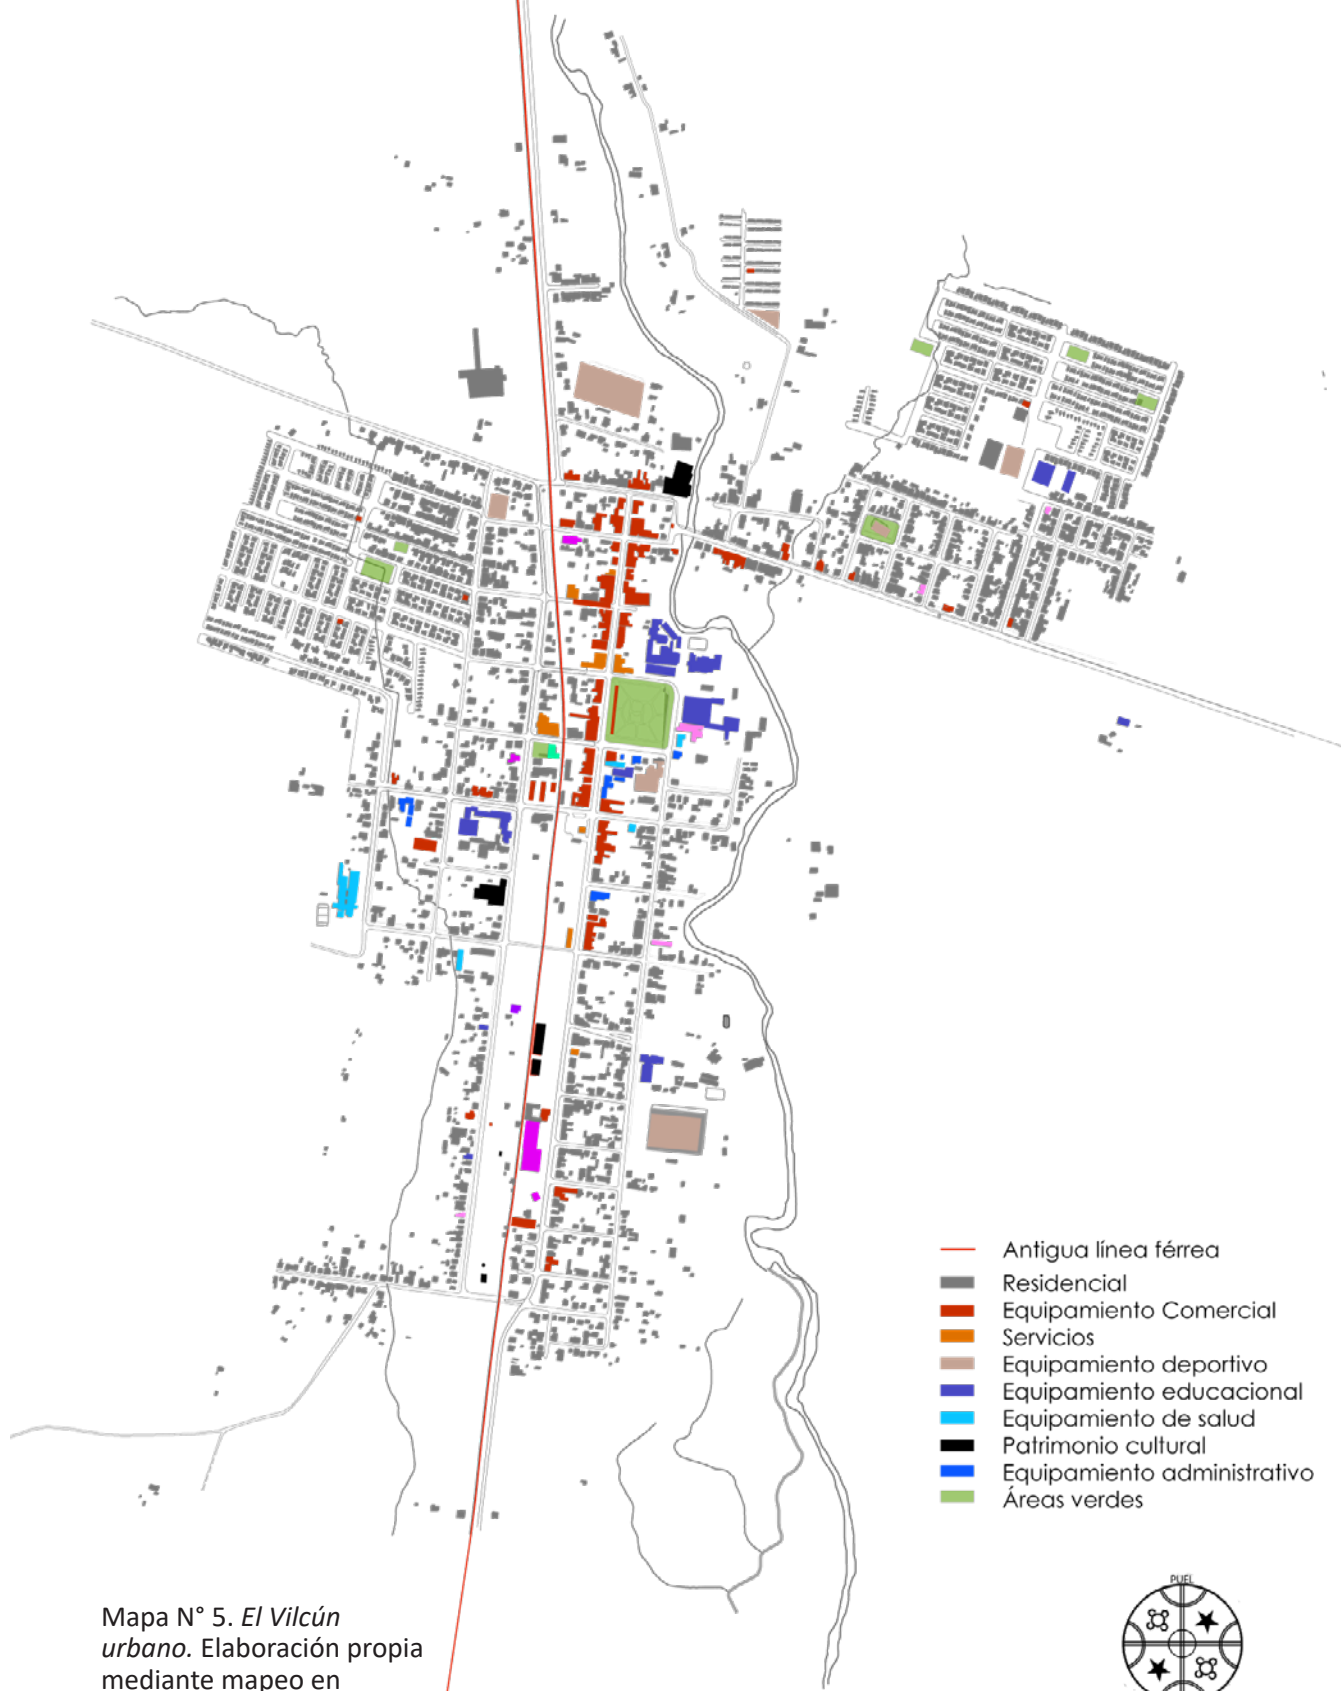 Antigua línea férrea
Residencial
Equipamiento Comercial
Servicios
Equipamiento deportivo
Equipamiento educacional
Equipamiento de salud
Patrimonio cultural
Equipamiento administrativo
Áreas verdes
PUEL
Mapa N° 5. El Vilcún
urbano. Elaboración propia
mediante mapeo en